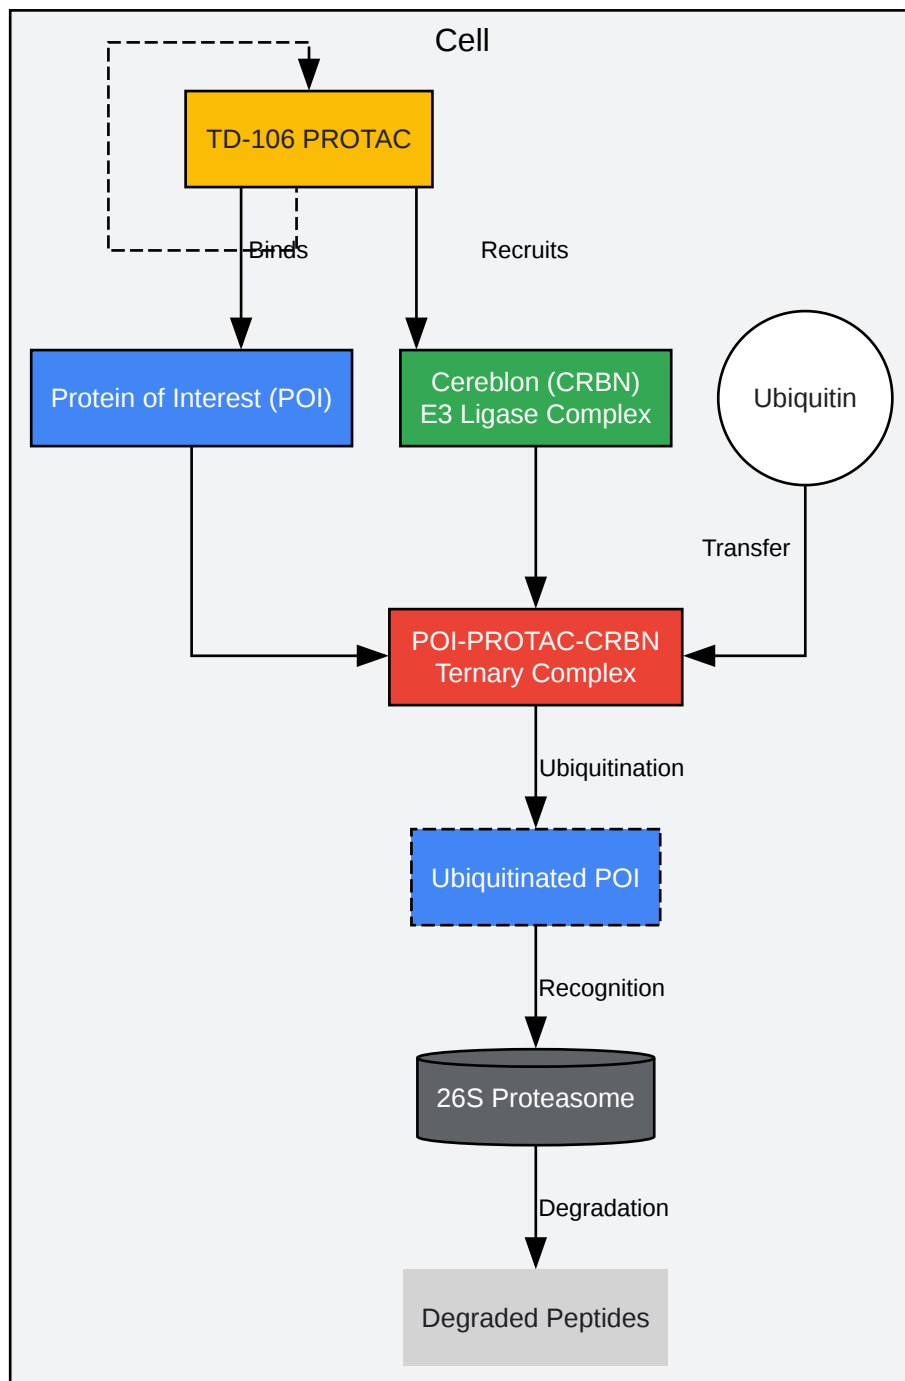 Cell
TD-106 PROTAC
Binds
Recruits
Protein of Interest (POI)
Cereblon (CRBN)
E3 Ligase Complex
Ubiquitin
Transfer
POI-PROTAC-CRBN
Ternary Complex
Ubiquitination
Ubiquitinated POI
Recognition
26S Proteasome
Degradation
Degraded Peptides